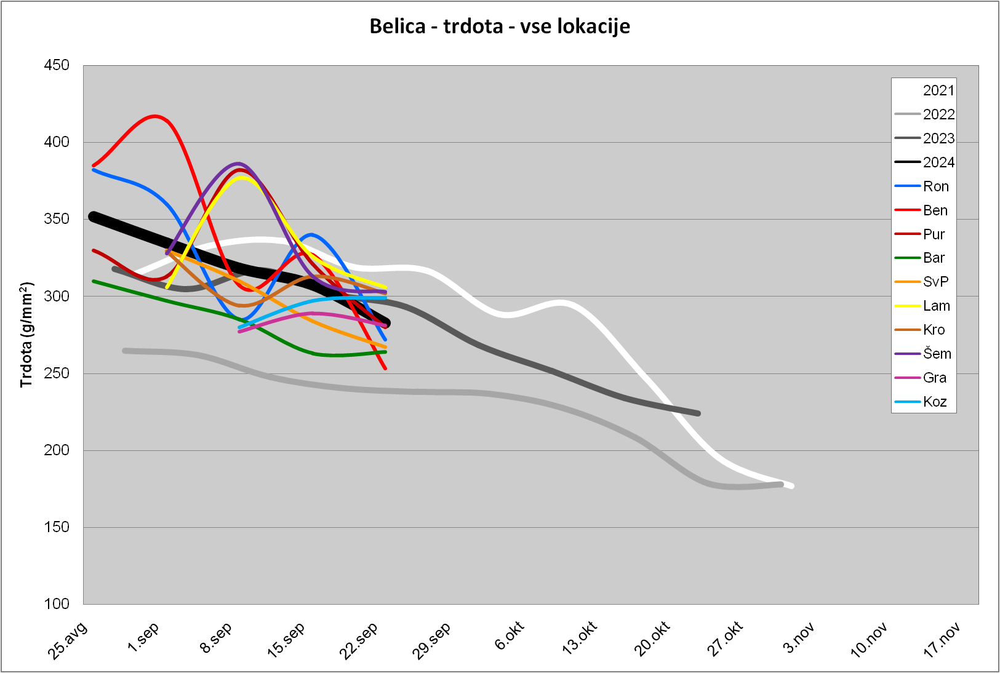 Belica - trdota - vse lokacije
Trdota (g/mm²)
450
400
350
300
250
200
150
100
25.avg
1.sep
8.sep
15.sep
22.sep
29.sep
6.okt
13.okt
20.okt
27.okt
3.nov
10.nov
17.nov
2021
2022
2023
2024
Ron
Ben
Pur
Bar
SvP
Lam
Kro
Šem
Gra
Koz